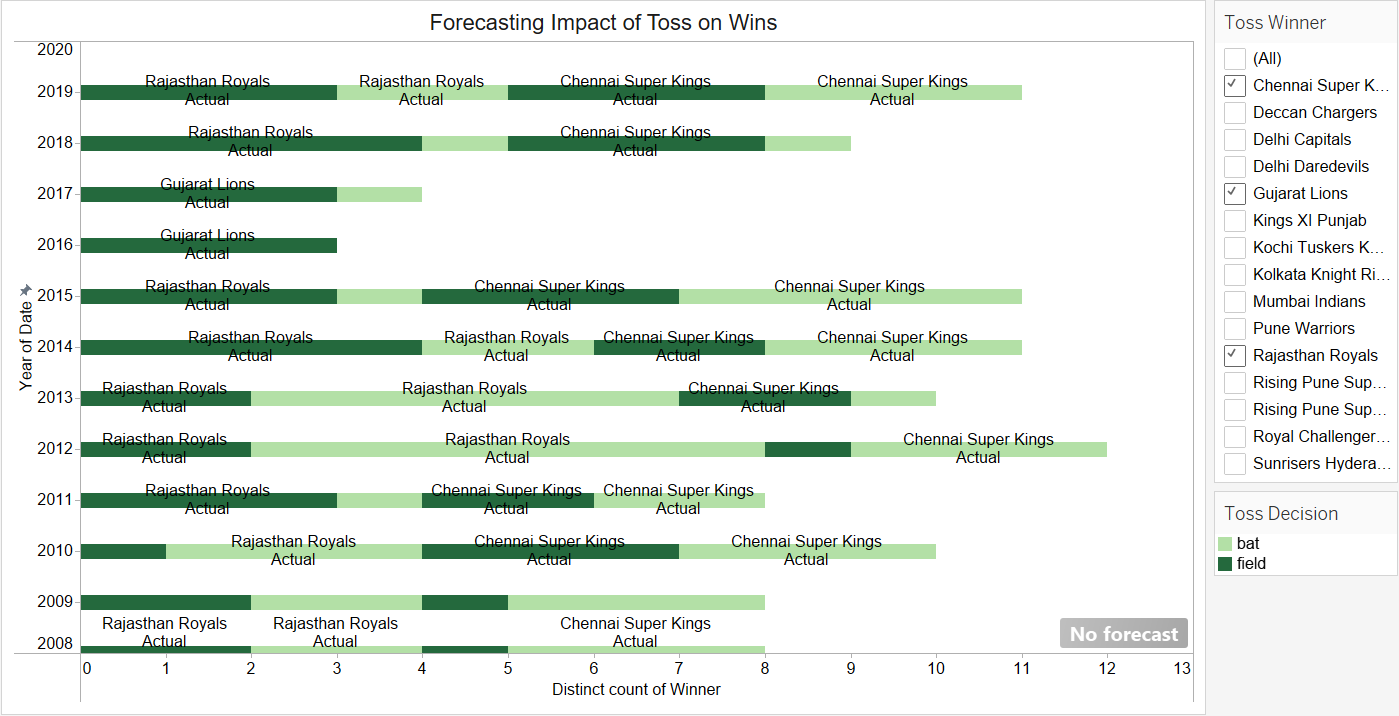 Forecasting Impact of Toss on Wins
2020
Rajasthan Royals Rajasthan Royals Chennai Super Kings Chennai Super Kings
2019
Actual Actual Actual Actual
Rajasthan Royals Chennai Super Kings
2018
Actual Actual
Gujarat Lions
2017
Actual
Gujarat Lions
2016
Actual
Rajasthan Royals Chennai Super Kings Chennai Super Kings
2015
Actual Actual Actual
Rajasthan Royals Rajasthan Royals Chennai Super Kings Chennai Super Kings
2014
Actual Actual Actual Actual
Rajasthan Royals Rajasthan Royals Chennai Super Kings
2013
Actual Actual Actual
Rajasthan Royals Rajasthan Royals Chennai Super Kings
2012
Actual Actual Actual
Rajasthan Royals Chennai Super Kings Chennai Super Kings
2011
Actual Actual Actual
Rajasthan Royals Chennai Super Kings Chennai Super Kings
2010
Actual Actual Actual
2009
Rajasthan Royals Rajasthan Royals Chennai Super Kings
2008
Actual Actual Actual
Year of Date
No forecast
0 1 2 3 4 5 6 7 8 9 10 11 12 13
Distinct count of Winner
Toss Winner
(All)
Chennai Super K...
Deccan Chargers
Delhi Capitals
Delhi Daredevils
Gujarat Lions
Kings XI Punjab
Kochi Tuskers K...
Kolkata Knight Ri...
Mumbai Indians
Pune Warriors
Rajasthan Royals
Rising Pune Sup...
Rising Pune Sup...
Royal Challenger...
Sunrisers Hydera...
Toss Decision
bat
field